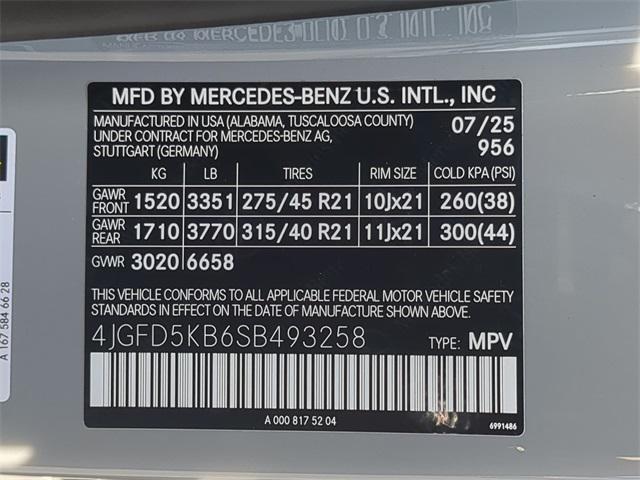 MFD BY MERCEDES-BENZ U.S. INTL., INC
MANUFACTURED IN USA (ALABAMA, TUSCALOOSA COUNTY) 07/25
UNDER CONTRACT FOR MERCEDES-BENZ AG,
STUTTGART (GERMANY) 956
KG LB TIRES RIM SIZE COLD KPA (PSI)
GAWR FRONT 1520 3351 275/45 R21 10Jx21 260(38)
GAWR REAR 1710 3770 315/40 R21 11Jx21 300(44)
GVWR 3020 6658
THIS VEHICLE CONFORMS TO ALL APPLICABLE FEDERAL MOTOR VEHICLE SAFETY
STANDARDS IN EFFECT ON THE DATE OF MANUFACTURE SHOWN ABOVE.
4JGFD5KB6SB493258 TYPE: MPV
A 000 817 52 04
6991486
A 167 584 66 28